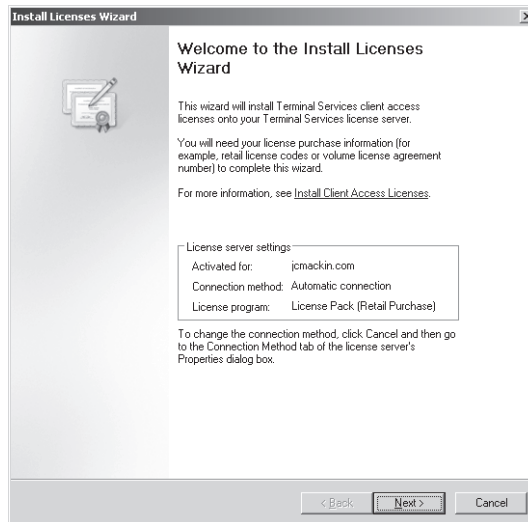 Install Licenses Wizard
Welcome to the Install Licenses
Wizard
This wizard will install Terminal Services client access
licenses onto your Terminal Services license server.
You will need your license purchase information (for
example, retail license codes or volume license agreement
number) to complete this wizard.
For more information, see Install Client Access Licenses.
License server settings
Activated for: jcmackin.com
Connection method: Automatic connection
License program: License Pack (Retail Purchase)
To change the connection method, click Cancel and then go
to the Connection Method tab of the license server's
Properties dialog box.
< Back Next > Cancel